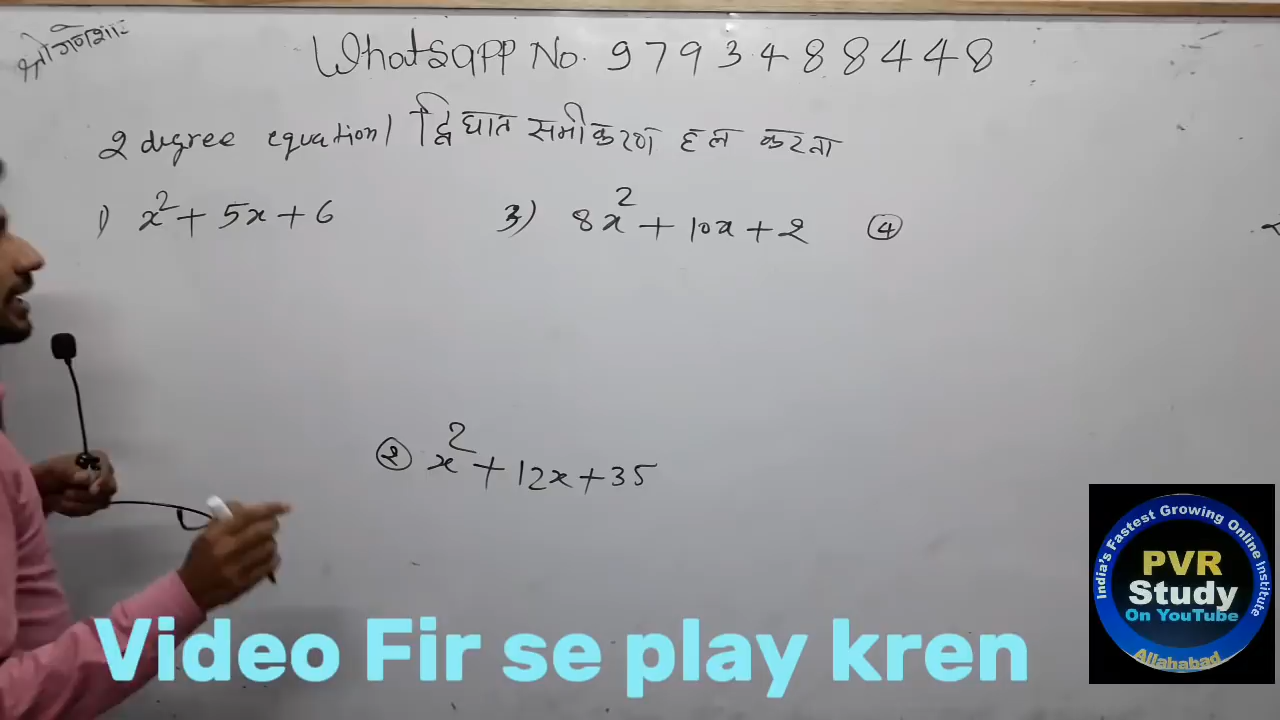 श्री गणेशाः
Whatsapp No. 9793488448
2 degree equation/ द्विघात समीकरण हल करना
1) x²+ 5x + 6
3) 8x² + 10x + 2
④
② x² + 12x + 35
Video Fir se play kren
India's Fastest Growing Online Institute
PVR
Study
On YouTube
Allahabad